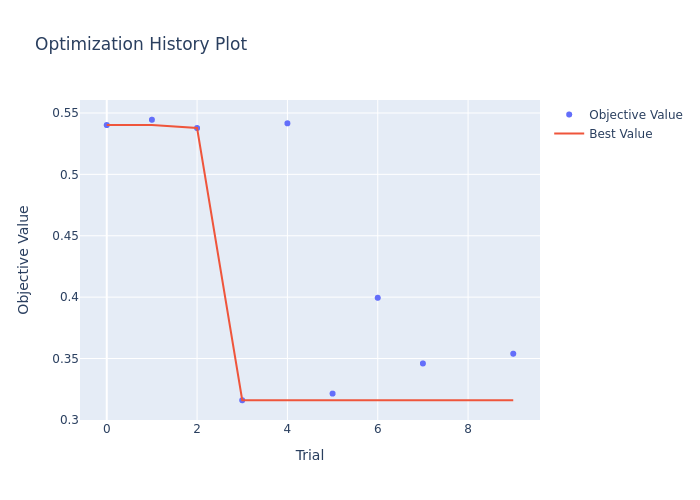 Optimization History Plot
Objective Value
Best Value
0.55
0.5
0.45
0.4
0.35
0.3
Objective Value
0 2 4 6 8
Trial